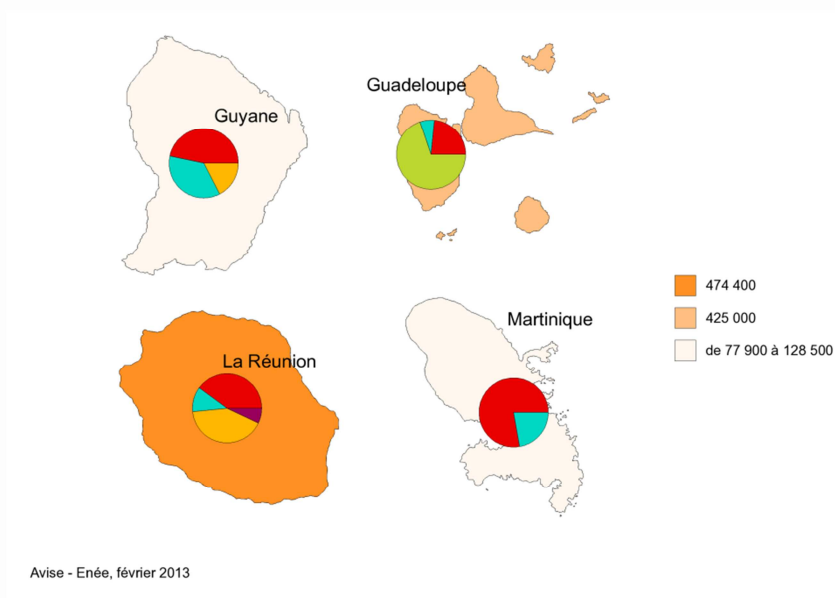 Guyane
Guadeloupe
La Réunion
Martinique
474 400
425 000
de 77 900 à 128 500
Avise - Enée, février 2013